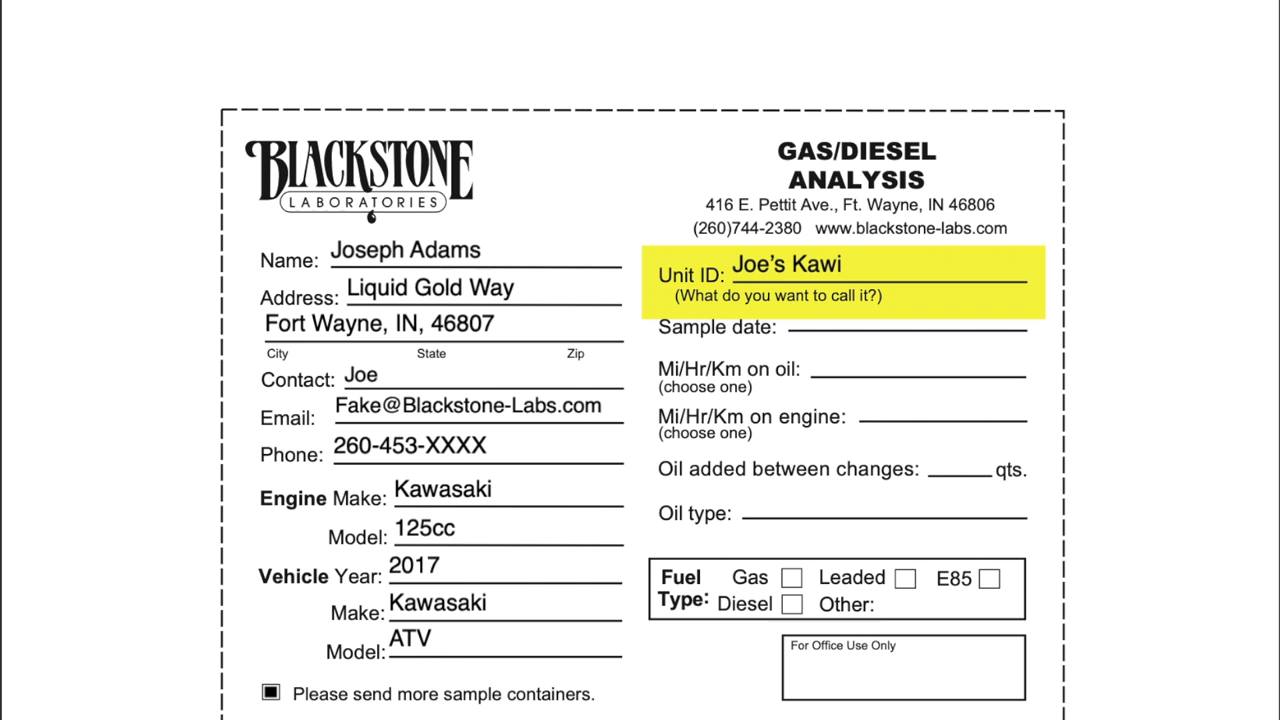 BLACKSTONE
LABORATORIES
GAS/DIESEL
ANALYSIS
416 E. Pettit Ave., Ft. Wayne, IN 46806
(260)744-2380 www.blackstone-labs.com
Name: Joseph Adams
Address: Liquid Gold Way
Fort Wayne, IN, 46807
City State Zip
Contact: Joe
Email: Fake@Blackstone-Labs.com
Phone: 260-453-XXXX
Engine Make: Kawasaki
Model: 125cc
Vehicle Year: 2017
Make: Kawasaki
Model: ATV
Please send more sample containers.
Unit ID: Joe's Kawi
(What do you want to call it?)
Sample date:
Mi/Hr/Km on oil:
(choose one)
Mi/Hr/Km on engine:
(choose one)
Oil added between changes: qts.
Oil type:
Fuel Gas Leaded E85
Type: Diesel Other:
For Office Use Only